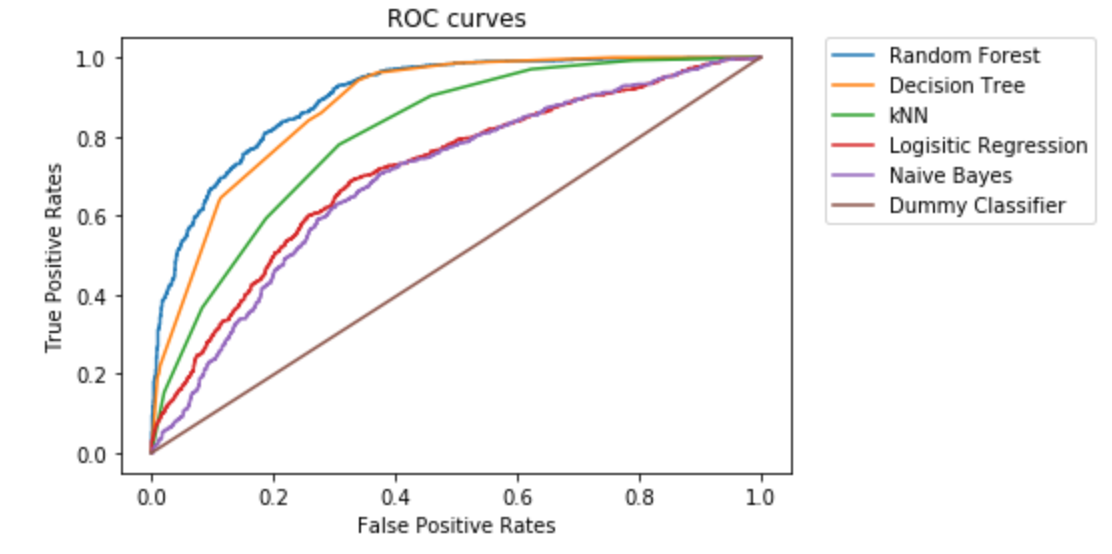 ROC curves
1.0
0.8
0.6
0.4
0.2
0.0
True Positive Rates
0.0 0.2 0.4 0.6 0.8 1.0
False Positive Rates
Random Forest
Decision Tree
kNN
Logisitic Regression
Naive Bayes
Dummy Classifier